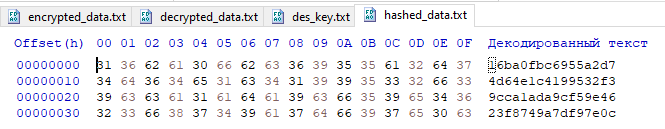 encrypted_data.txt decrypted_data.txt des_key.txt hashed_data.txt
Offset(h) 00 01 02 03 04 05 06 07 08 09 0A 0B 0C 0D 0E 0F Декодированный текст
00000000 31 36 62 61 30 66 62 63 36 39 35 35 61 32 64 37 16ba0fbc6955a2d7
00000010 34 64 36 34 65 31 63 34 31 39 39 35 33 32 66 33 4d64e1c4199532f3
00000020 39 63 63 61 31 61 64 61 39 63 66 35 39 65 34 36 9cca1ada9cf59e46
00000030 32 33 66 38 37 34 39 61 37 64 66 39 37 65 30 63 23f8749a7df97e0c